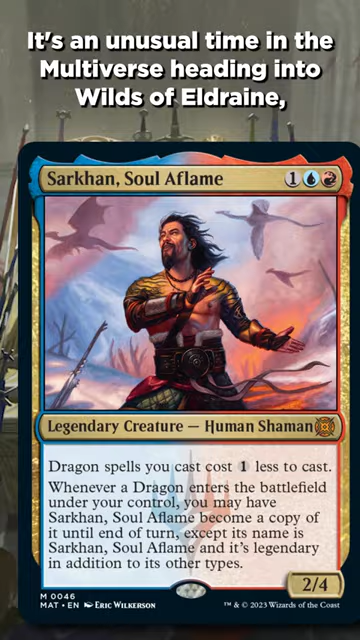 It's an unusual time in the
Multiverse heading into
Wilds of Eldraine,
Sarkhan, Soul Aflame 1
Legendary Creature — Human Shaman
Dragon spells you cast cost 1 less to cast.
Whenever a Dragon enters the battlefield
under your control, you may have
Sarkhan, Soul Aflame become a copy of
it until end of turn, except its name is
Sarkhan, Soul Aflame and it's legendary
in addition to its other types.
2/4
M 0046
MAT • EN ERIC WILKERSON ™ & © 2023 Wizards of the Coast